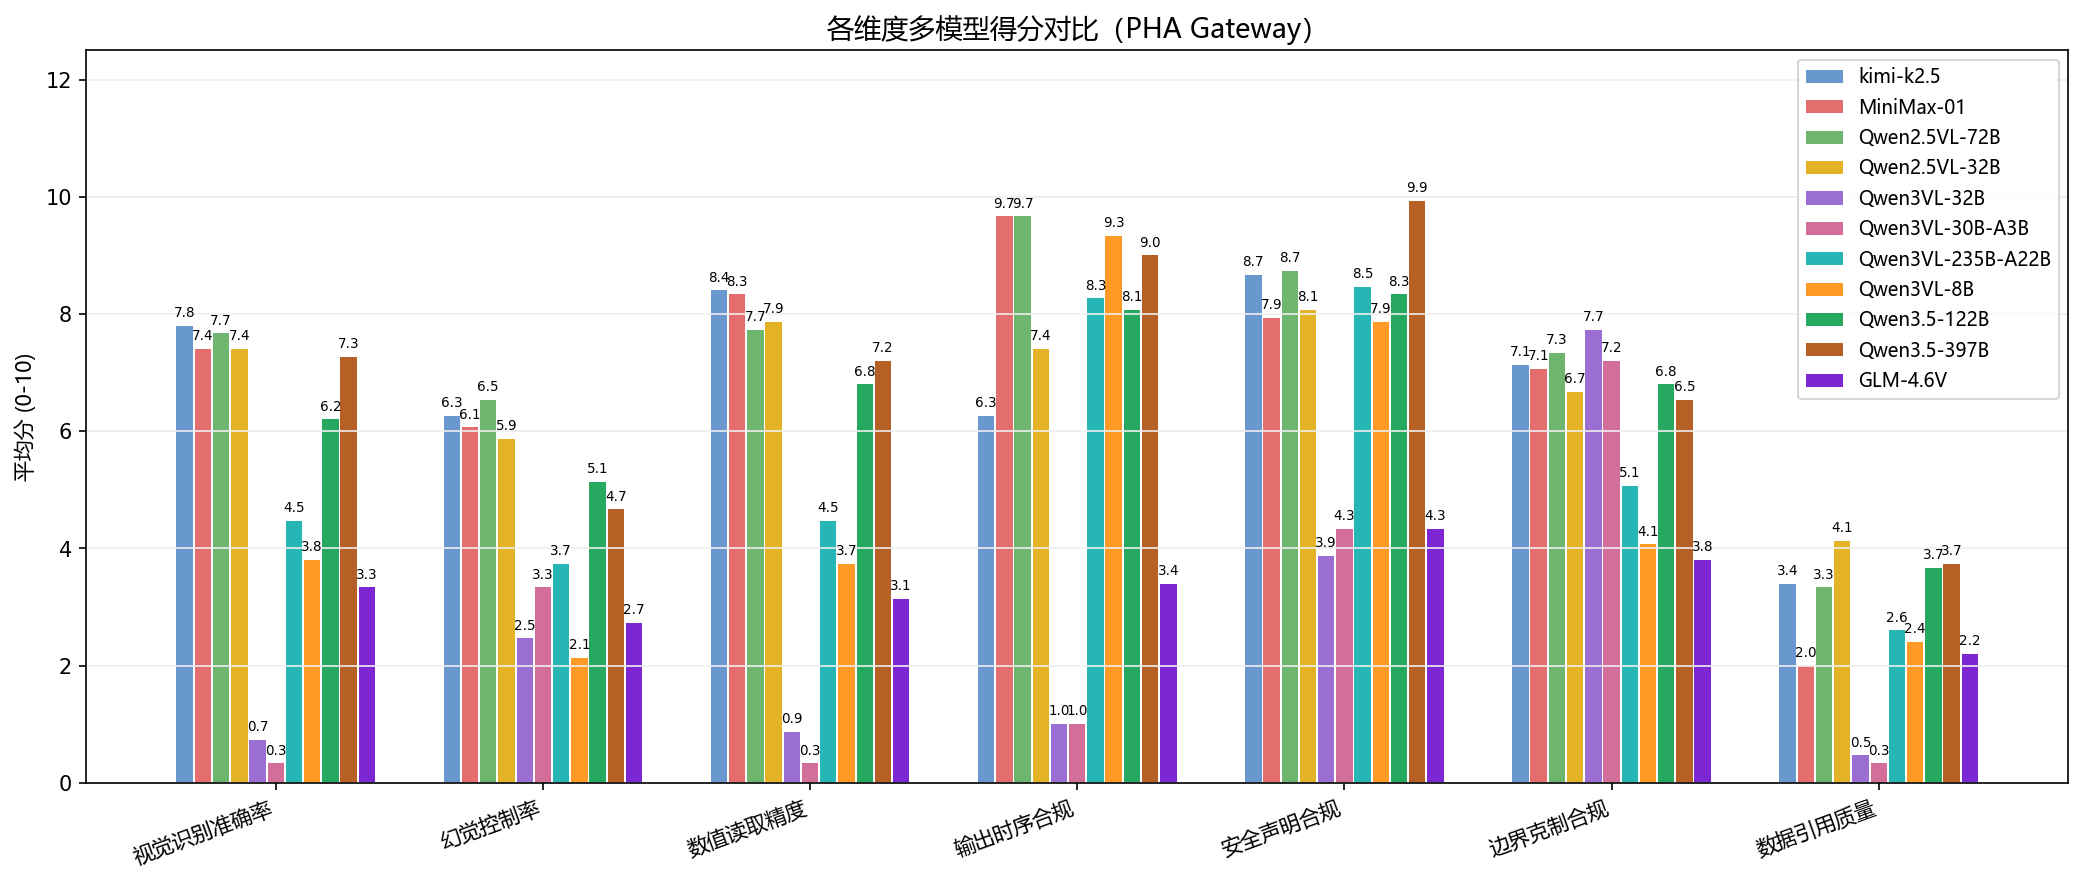 各维度多模型得分对比（PHA Gateway）
平均分 (0-10)
12
10
8
6
4
2
0
kimi-k2.5
MiniMax-01
Qwen2.5VL-72B
Qwen2.5VL-32B
Qwen3VL-32B
Qwen3VL-30B-A3B
Qwen3VL-235B-A22B
Qwen3VL-8B
Qwen3.5-122B
Qwen3.5-397B
GLM-4.6V
7.8 7.4 7.7 7.4 0.7 0.3 4.5 3.8 6.2 7.3 3.3
6.3 6.1 6.5 5.9 2.5 3.3 3.7 2.1 5.1 4.7 2.7
8.4 8.3 7.7 7.9 0.9 0.3 4.5 3.7 6.8 7.2 3.1
6.3 9.7 9.7 7.4 1.0 1.0 8.3 9.3 8.1 9.0 3.4
8.7 7.9 8.7 8.1 3.9 4.3 8.5 7.9 8.3 9.9 4.3
7.1 7.1 7.3 6.7 7.7 7.2 5.1 4.1 6.8 6.5 3.8
3.4 2.0 3.3 4.1 0.5 0.3 2.6 2.4 3.7 3.7 2.2
视觉识别准确率
幻觉控制率
数值读取精度
输出时序合规
安全声明合规
边界克制合规
数据引用质量